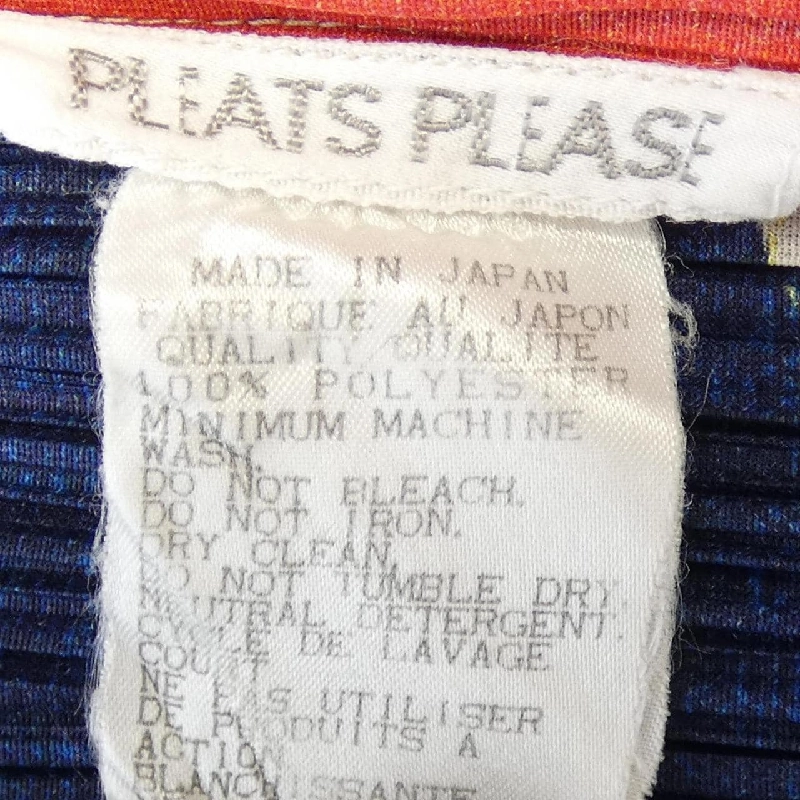 PLEATS PLEASE
MADE IN JAPAN
FABRIQUE AU JAPON
QUALITY/QUALITE
100% POLYESTER
MINIMUM MACHINE
WASH.
DO NOT BLEACH.
DO NOT IRON.
DRY CLEAN.
DO NOT TUMBLE DRY.
NEUTRAL DETERGENT.
CYCLE DE LAVAGE
COURT
NE PAS UTILISER
DE PRODUITS A
ACTION
BLANCHISSANTE